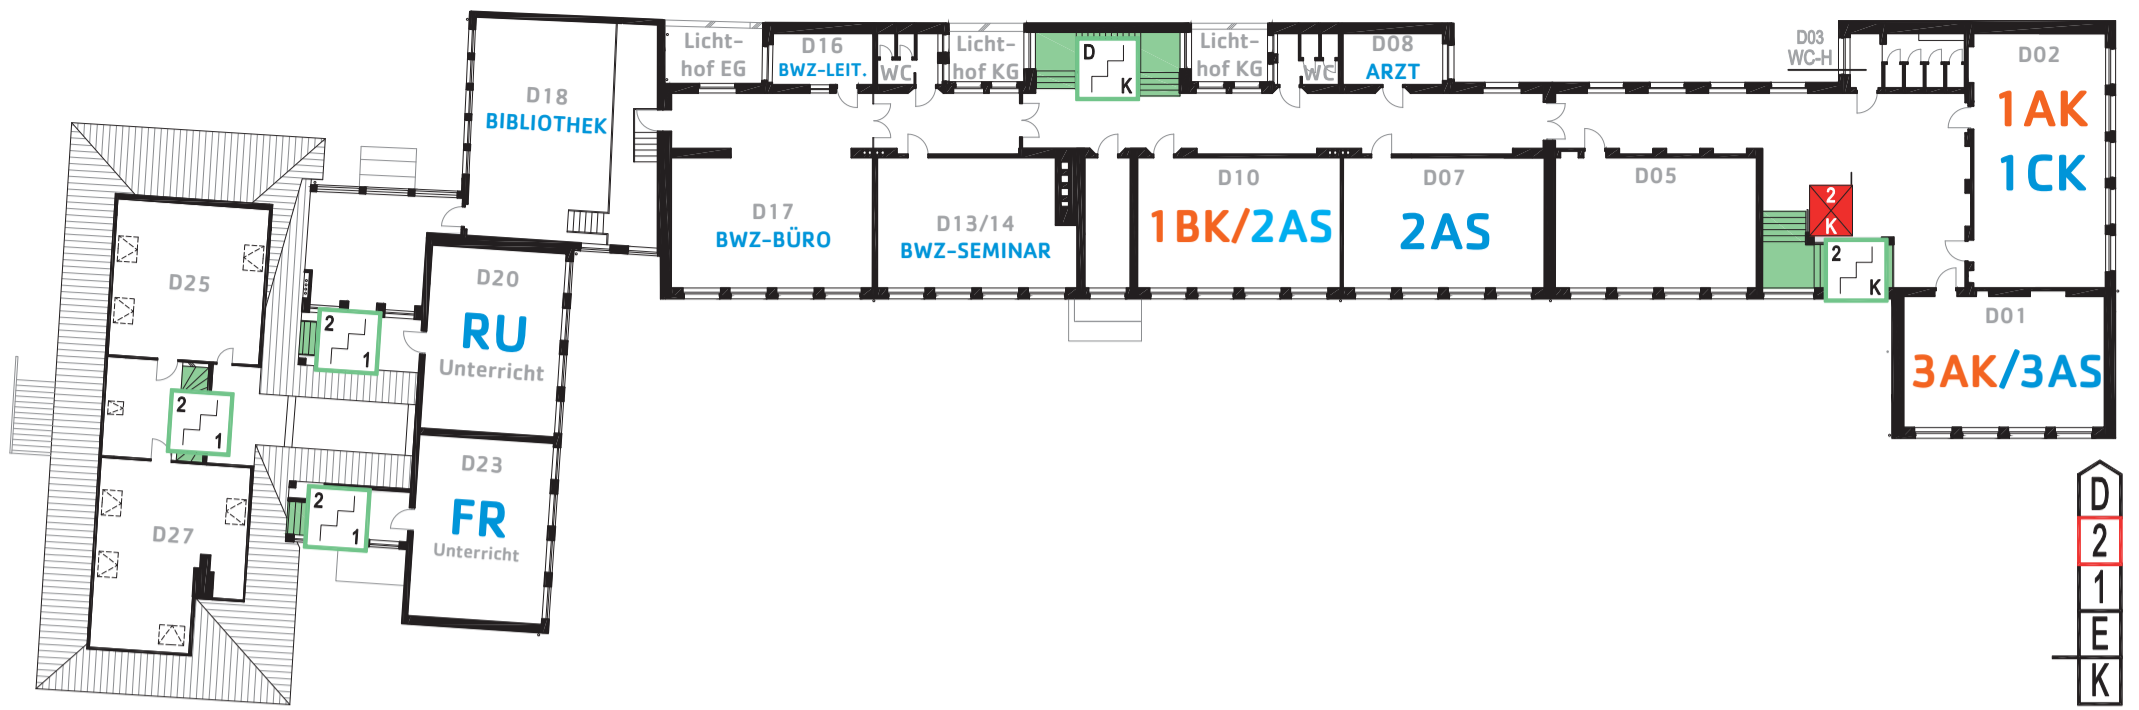 Licht-
hof EG
D16
BWZ-LEIT.
WC
Licht-
hof KG
D
K
Licht-
hof KG
WC
D08
ARZT
D03
WC-H
D02
1AK
1CK
D18
BIBLIOTHEK
D17
BWZ-BÜRO
D13/14
BWZ-SEMINAR
D10
1BK/2AS
D07
2AS
D05
2
K
2
K
D01
3AK/3AS
D25
D20
RU
Unterricht
2
1
2
1
D23
FR
Unterricht
2
1
D27
D
2
1
E
K